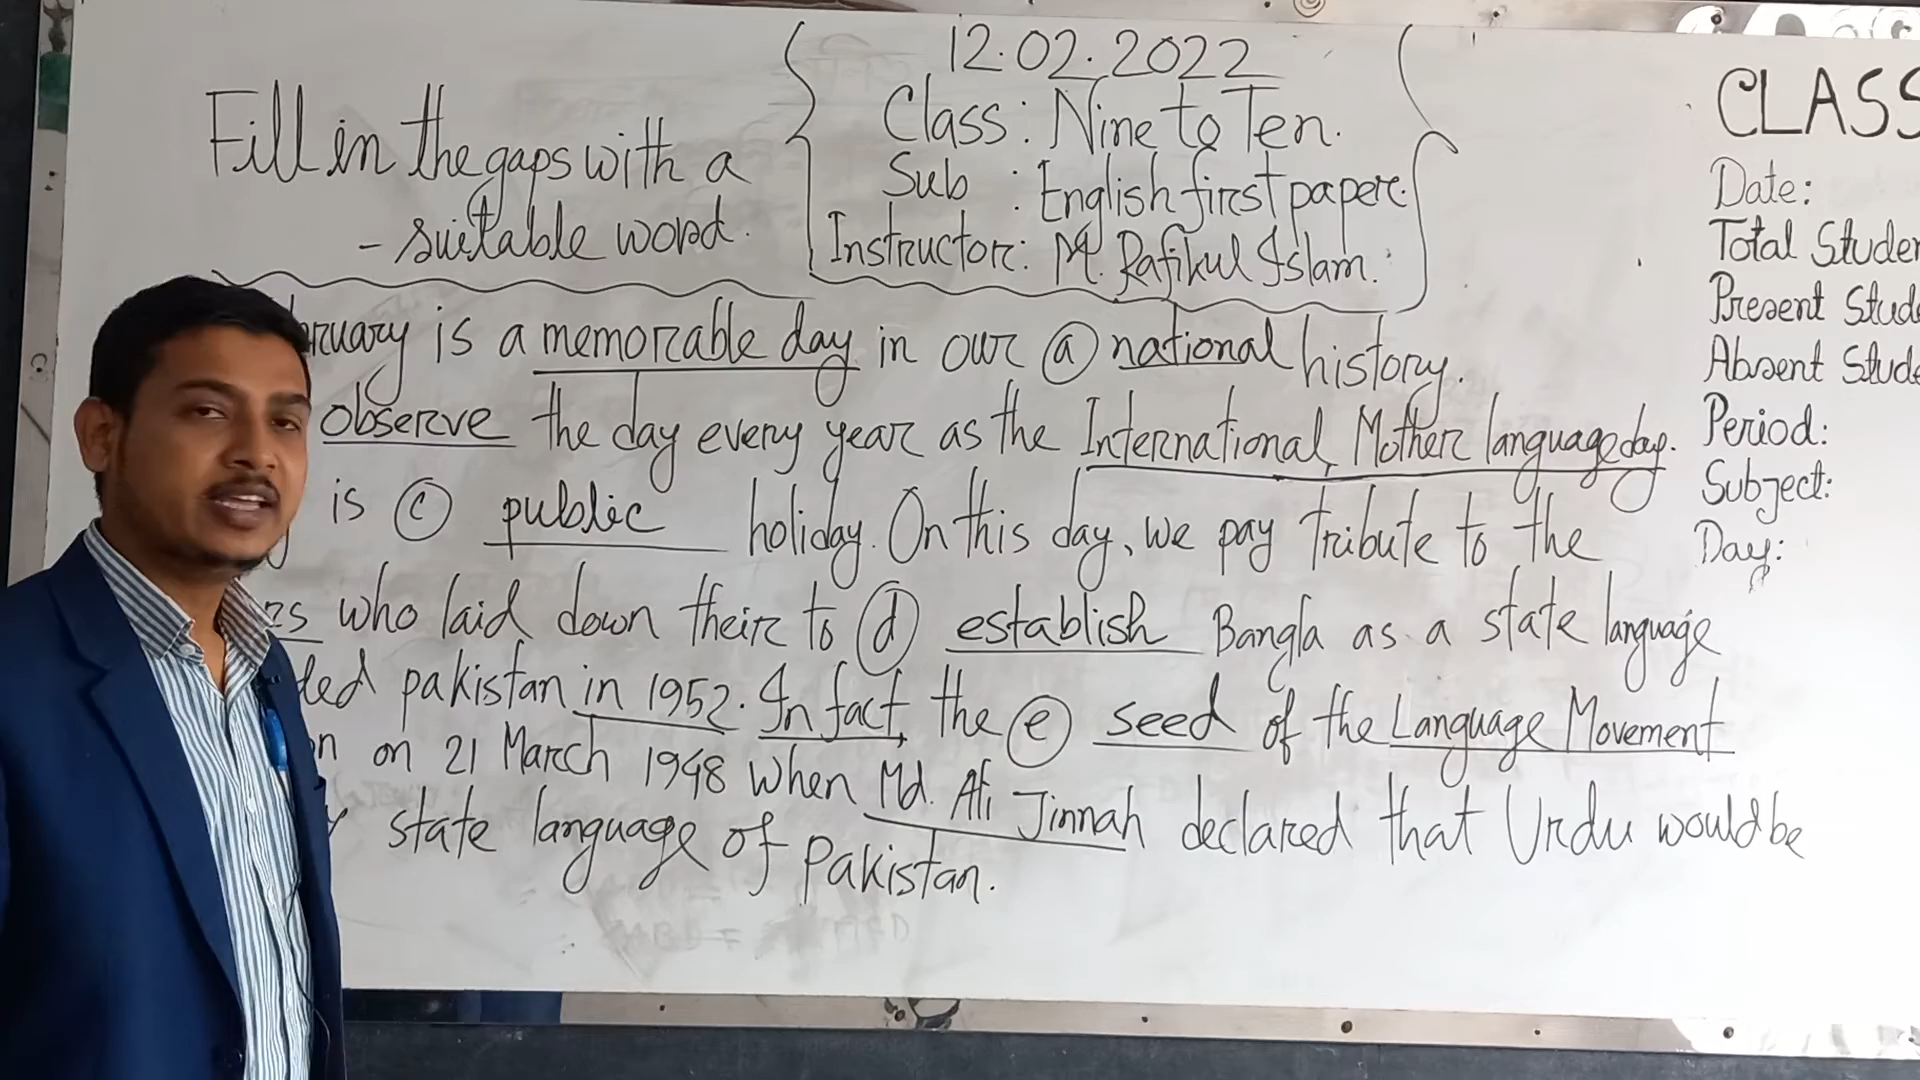 12.02.2022
Class: Nine to Ten.
Sub : English first paper.
Instructor: Md. Rafikul Islam.
Fill in the gaps with a
- suitable word.
ruary is a memorable day in our (a) national history.
observe the day every year as the International Mother language day.
is (c) public holiday. On this day, we pay tribute to the
rs who laid down their to (d) establish Bangla as a state language
ded pakistan in 1952. In fact, the (e) seed of the Language Movement
n on 21 March 1948 when Md. Ali Jinnah declared that Urdu would be
y state language of Pakistan.
CLASS
Date:
Total Studen
Present Stude
Absent Stude
Period:
Subject:
Day: